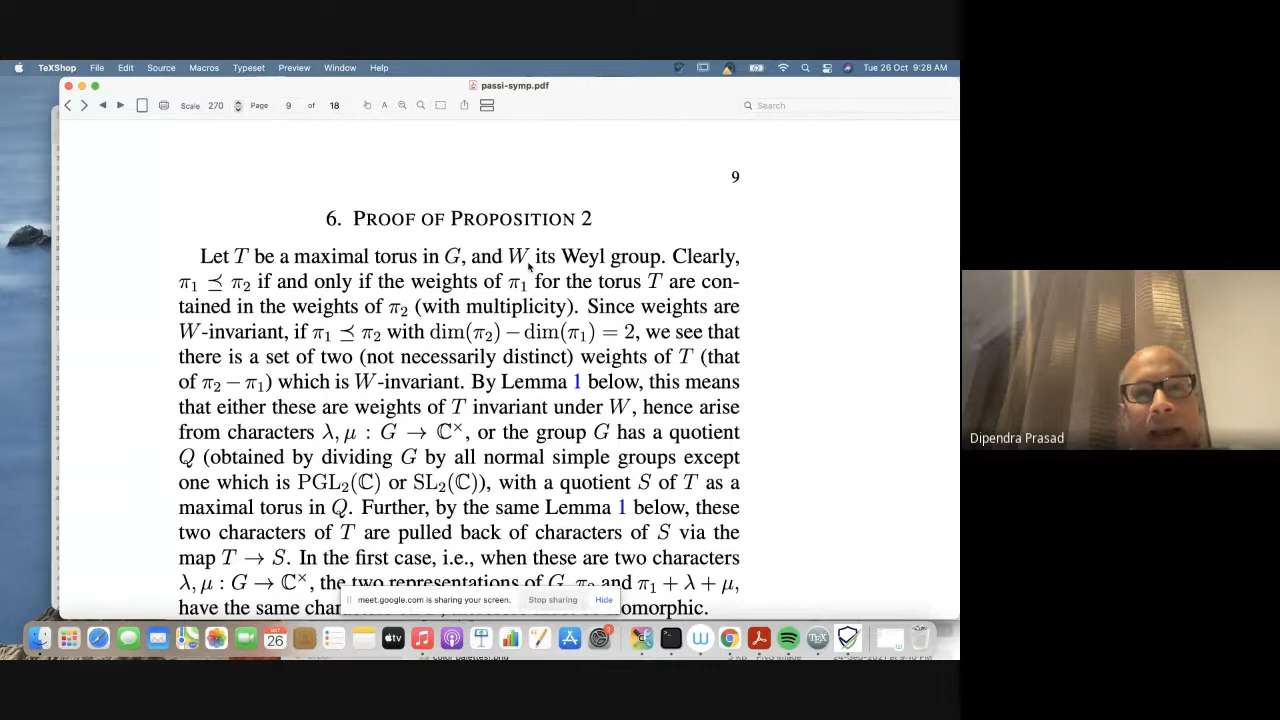 TeXShop File Edit Source Macros Typeset Preview Window Help Tue 26 Oct 9:28 AM
passi-symp.pdf
Scale 270 Page 9 of 18 Search
9
6. PROOF OF PROPOSITION 2
Let T be a maximal torus in G, and W its Weyl group. Clearly,
π₁ ⪯ π₂ if and only if the weights of π₁ for the torus T are con-
tained in the weights of π₂ (with multiplicity). Since weights are
W-invariant, if π₁ ⪯ π₂ with dim(π₂) − dim(π₁) = 2, we see that
there is a set of two (not necessarily distinct) weights of T (that
of π₂ − π₁) which is W-invariant. By Lemma 1 below, this means
that either these are weights of T invariant under W, hence arise
from characters λ, μ : G → ℂ×, or the group G has a quotient
Q (obtained by dividing G by all normal simple groups except
one which is PGL₂(ℂ) or SL₂(ℂ)), with a quotient S of T as a
maximal torus in Q. Further, by the same Lemma 1 below, these
two characters of T are pulled back of characters of S via the
map T → S. In the first case, i.e., when these are two characters
λ, μ : G → ℂ×, the two representations of G, π₂ and π₁ + λ + μ,
have the same
meet.google.com is sharing your screen. Stop sharing Hide
OCT
26
tv
TEX
Dipendra Prasad